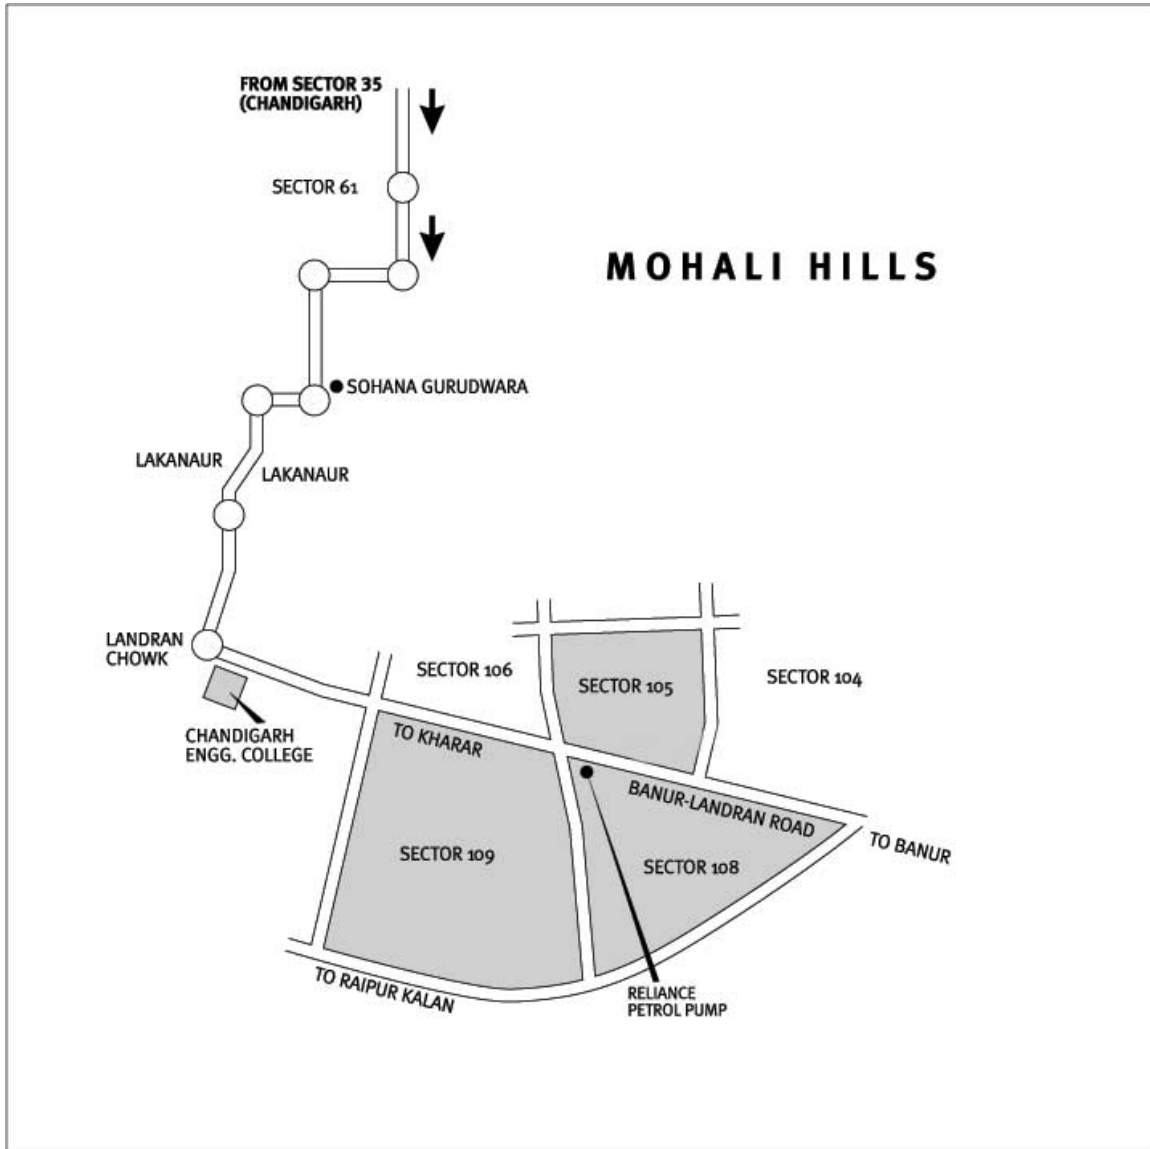 FROM SECTOR 35
(CHANDIGARH)
SECTOR 61
MOHALI HILLS
SOHANA GURUDWARA
LAKANAUR
LAKANAUR
LANDRAN
CHOWK
SECTOR 106
SECTOR 105
SECTOR 104
CHANDIGARH
ENGG. COLLEGE
TO KHARAR
BANUR-LANDRAN ROAD
TO BANUR
SECTOR 109
SECTOR 108
TO RAIPUR KALAN
RELIANCE
PETROL PUMP